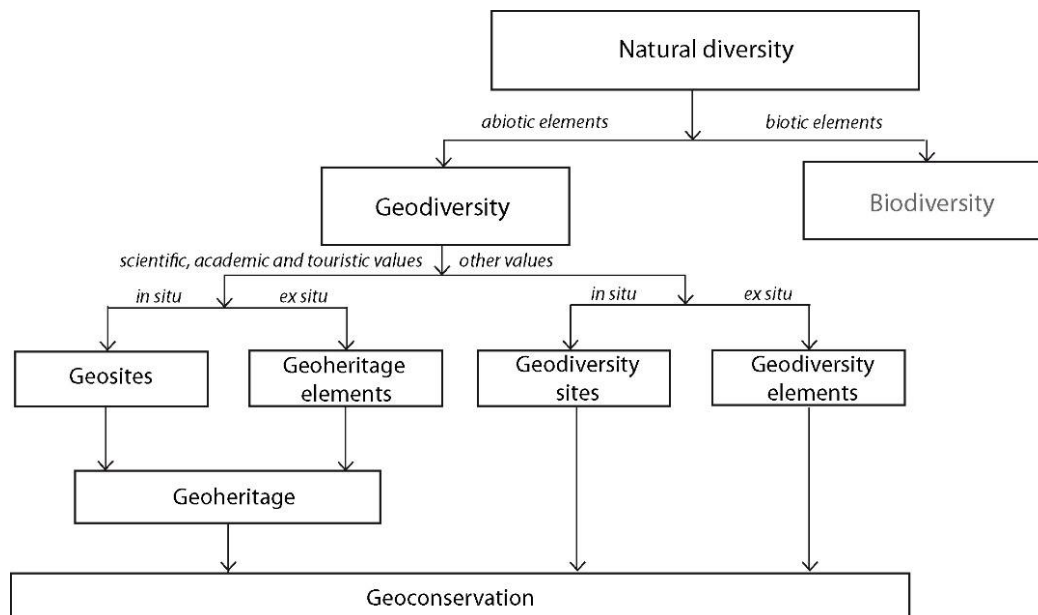 Natural diversity
abiotic elements
biotic elements
Geodiversity
Biodiversity
scientific, academic and touristic values
other values
in situ
ex situ
in situ
ex situ
Geosites
Geoheritage
elements
Geodiversity
sites
Geodiversity
elements
Geoheritage
Geoconservation